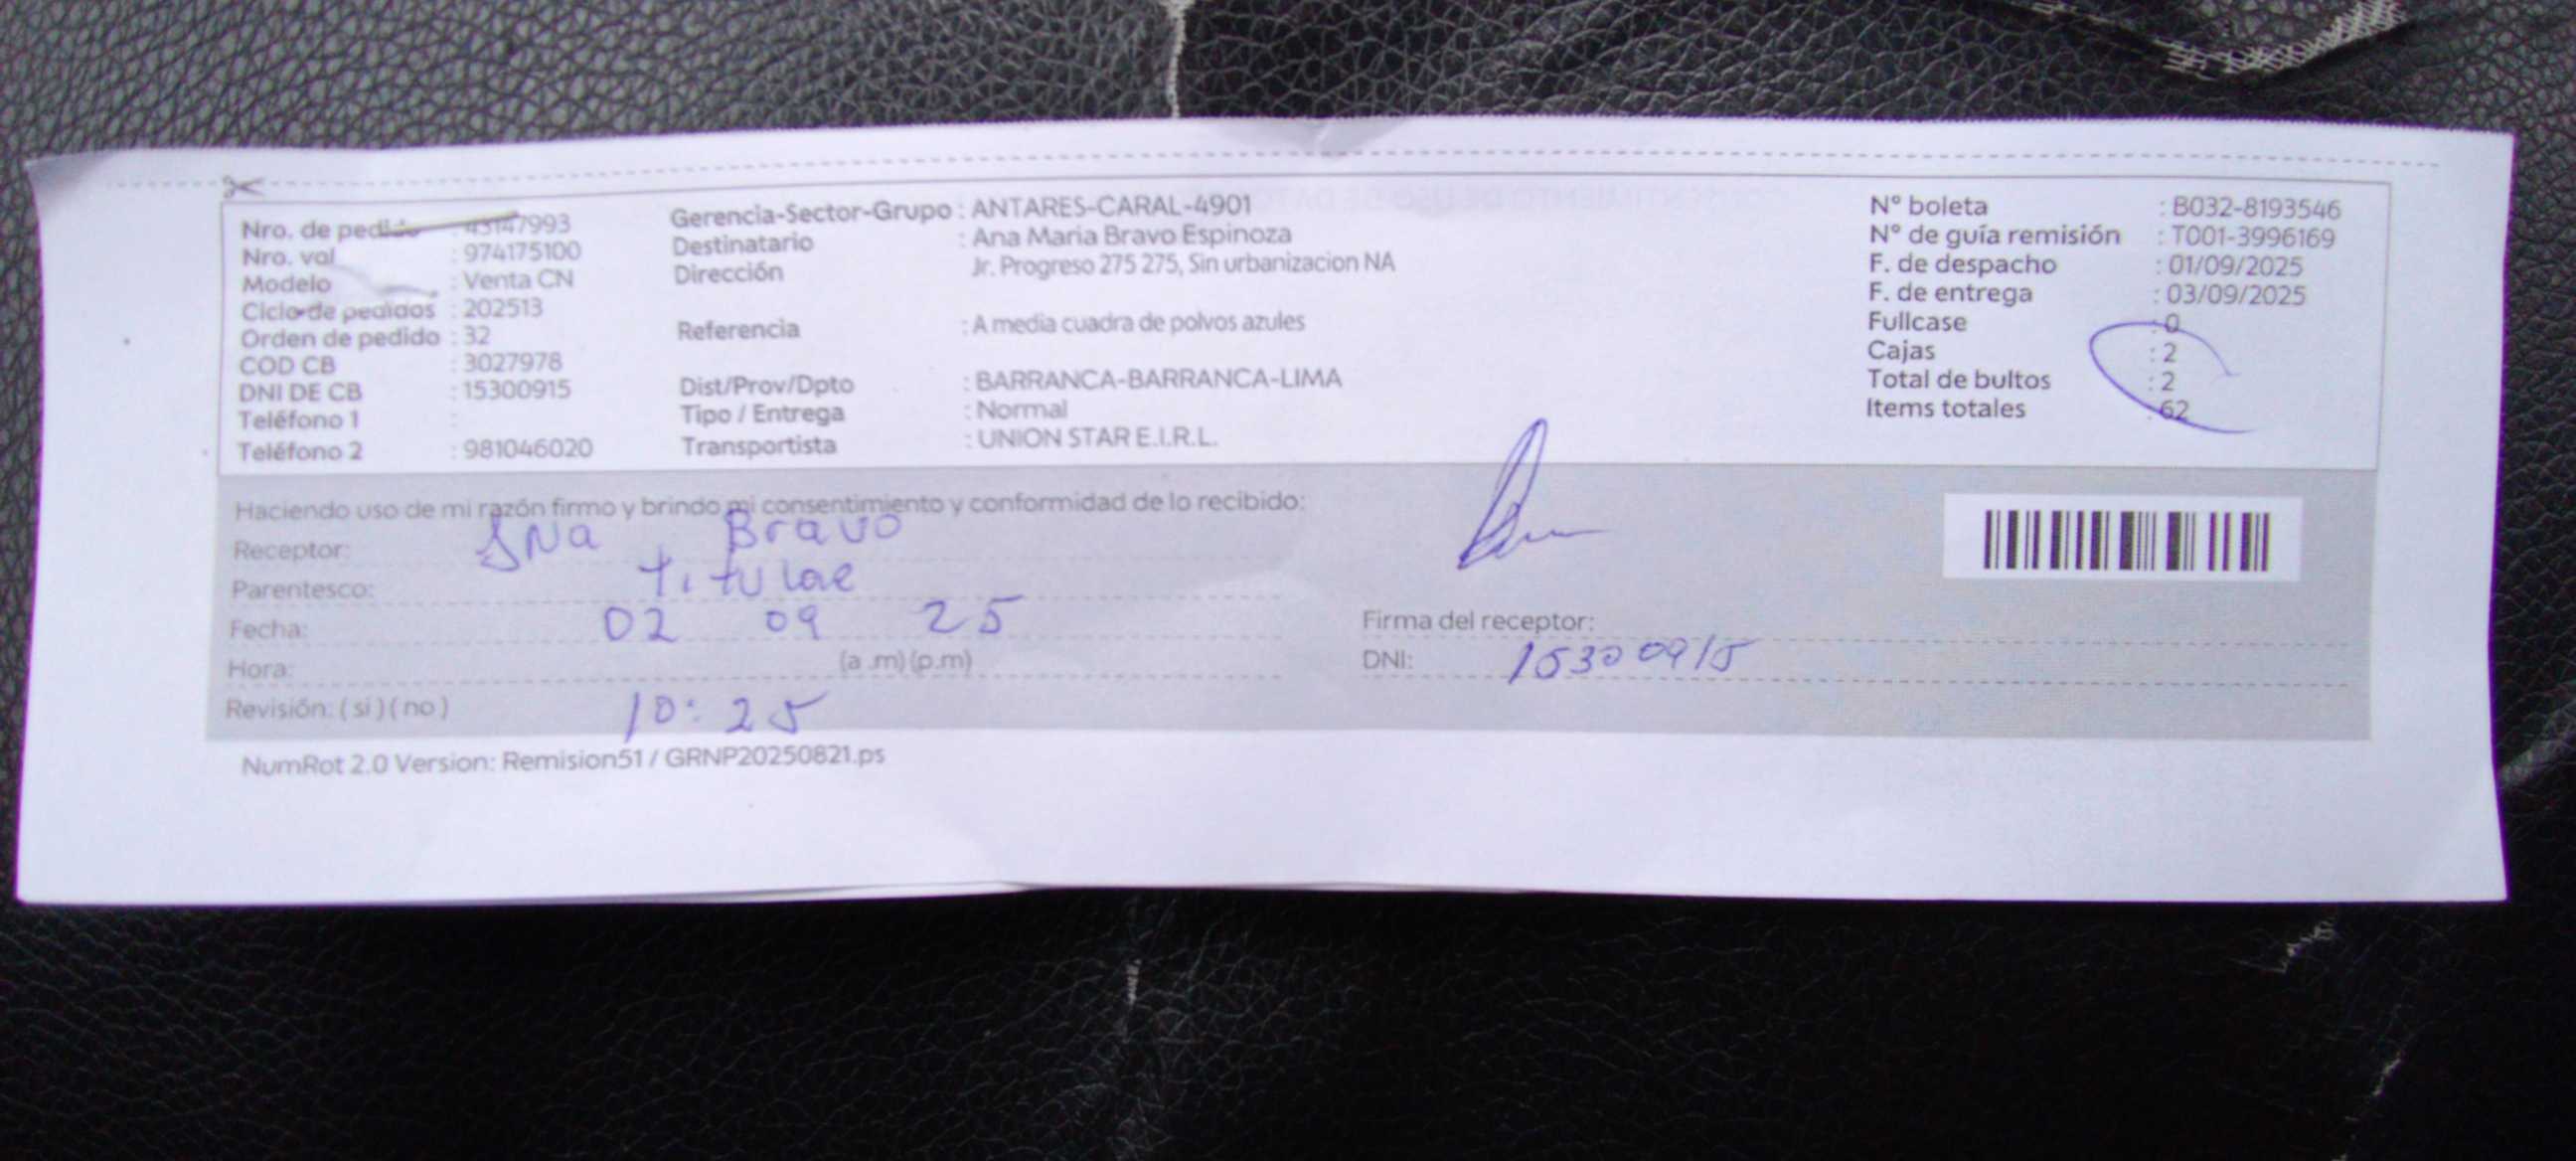 Nro. de pedido : 43147993
Nro. val : 974175100
Modelo : Venta CN
Ciclo de pedidos : 202513
Orden de pedido : 32
COD CB : 3027978
DNI DE CB : 15300915
Teléfono 1 :
Teléfono 2 : 981046020
Gerencia-Sector-Grupo : ANTARES-CARAL-4901
Destinatario : Ana Maria Bravo Espinoza
Dirección Jr. Progreso 275 275, Sin urbanizacion NA
Referencia : A media cuadra de polvos azules
Dist/Prov/Dpto : BARRANCA-BARRANCA-LIMA
Tipo / Entrega : Normal
Transportista : UNION STAR E.I.R.L.
N° boleta : B032-8193546
N° de guía remisión : T001-3996169
F. de despacho : 01/09/2025
F. de entrega : 03/09/2025
Fullcase : 0
Cajas : 2
Total de bultos : 2
Items totales : 62
Haciendo uso de mi razón firmo y brindo mi consentimiento y conformidad de lo recibido:
Receptor: ANa Bravo
Parentesco: titular
Fecha: 02 09 25
Hora: (a .m) (p.m)
Revisión: ( si ) ( no ) 10:25
Firma del receptor:
DNI: 15300915
NumRot 2.0 Version: Remision51 / GRNP20250821.ps